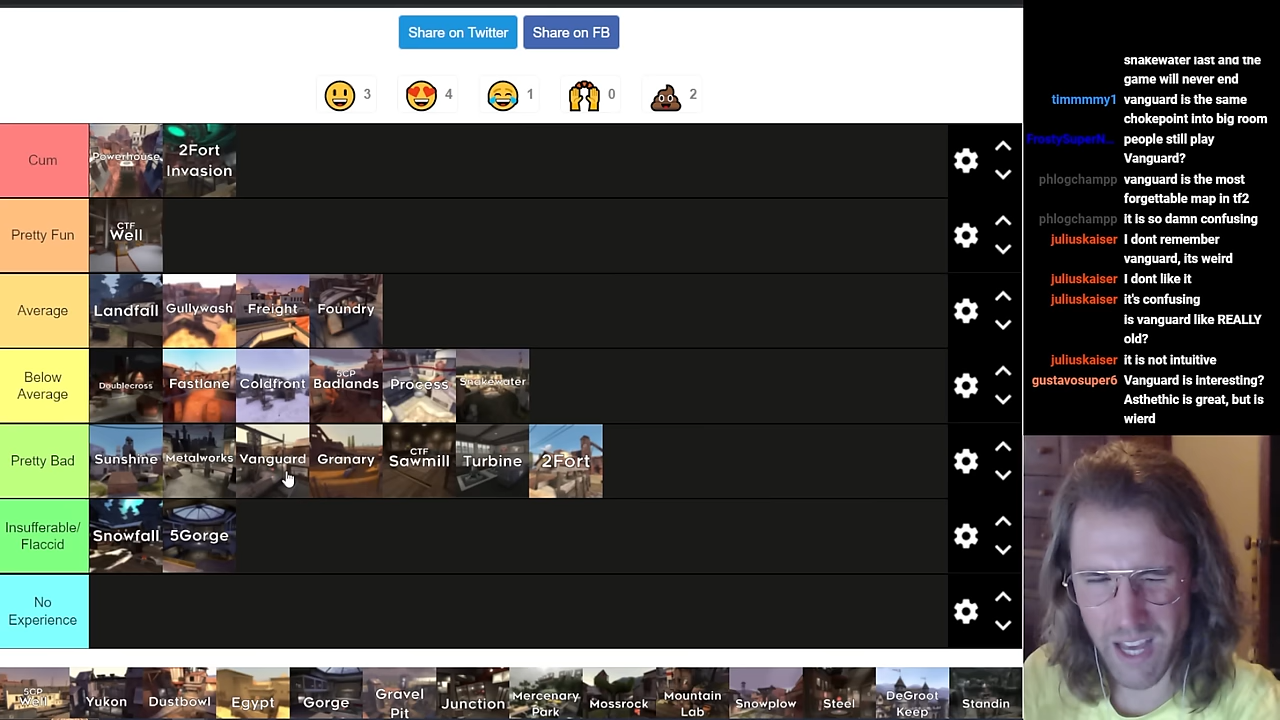 Share on Twitter
Share on FB
3
4
1
0
2
Cum
Powerhouse
2Fort
Invasion
Pretty Fun
CTF
Well
Average
Landfall
Gullywash
Freight
Foundry
Below
Average
Doublecross
Fastlane
Coldfront
5CP
Badlands
Process
Snakewater
Pretty Bad
Sunshine
Metalworks
Vanguard
Granary
CTF
Sawmill
Turbine
2Fort
Insufferable/
Flaccid
Snowfall
5Gorge
No
Experience
5CP
Well
Yukon
Dustbowl
Egypt
Gorge
Gravel
Pit
Junction
Mercenary
Park
Mossrock
Mountain
Lab
Snowplow
Steel
DeGroot
Keep
Standin
snakewater last and the
game will never end
timmmmy1 vanguard is the same
chokepoint into big room
FrostySuperN... people still play
Vanguard?
phlogchampp vanguard is the most
forgettable map in tf2
phlogchampp it is so damn confusing
juliuskaiser I dont remember
vanguard, its weird
juliuskaiser I dont like it
juliuskaiser it's confusing
is vanguard like REALLY
old?
juliuskaiser it is not intuitive
gustavosuper6 Vanguard is interesting?
Asthethic is great, but is
wierd